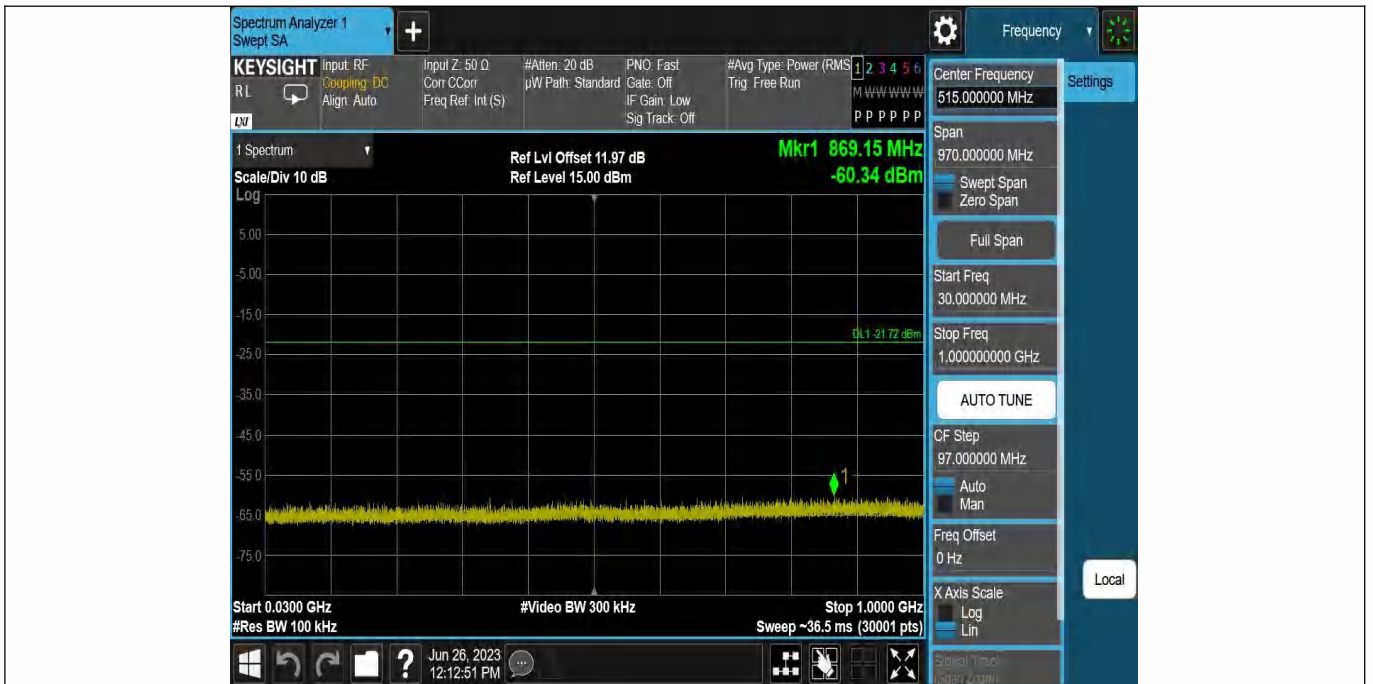 Spectrum Analyzer 1
Swept SA
Frequency
KEYSIGHT
RL
LXI
Input: RF
Coupling: DC
Align: Auto
Input Z: 50 Ω
Corr CCorr
Freq Ref: Int (S)
#Atten: 20 dB
µW Path: Standard
PNO: Fast
Gate: Off
IF Gain: Low
Sig Track: Off
#Avg Type: Power (RMS
Trig: Free Run
1 2 3 4 5 6
M W W W W W
P P P P P P
1 Spectrum
Scale/Div 10 dB
Ref Lvl Offset 11.97 dB
Ref Level 15.00 dBm
Mkr1 869.15 MHz
-60.34 dBm
Log
5.00
-5.00
-15.0
DL1 -21.72 dBm
-25.0
-35.0
-45.0
-55.0
1
-65.0
-75.0
Start 0.0300 GHz
#Res BW 100 kHz
#Video BW 300 kHz
Stop 1.0000 GHz
Sweep ~36.5 ms (30001 pts)
Jun 26, 2023
12:12:51 PM
Center Frequency
515.000000 MHz
Settings
Span
970.000000 MHz
Swept Span
Zero Span
Full Span
Start Freq
30.000000 MHz
Stop Freq
1.000000000 GHz
AUTO TUNE
CF Step
97.000000 MHz
Auto
Man
Freq Offset
0 Hz
Local
X Axis Scale
Log
Lin
Signal Track
(Span Zoom)